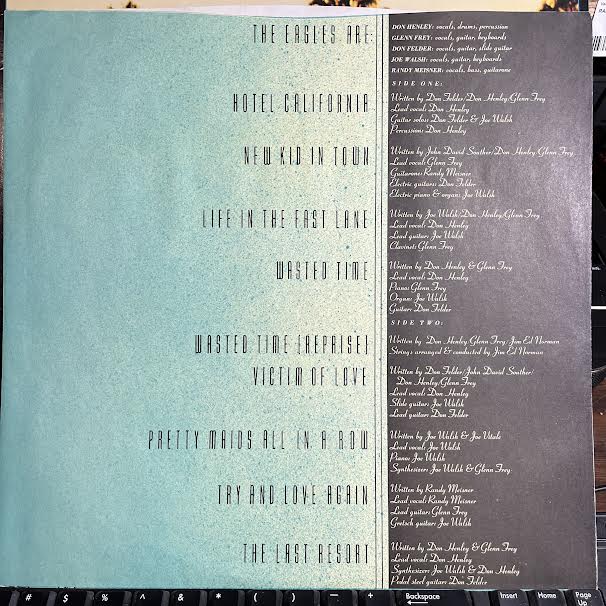 THE EAGLES ARE:
DON HENLEY: vocals, drums, percussion
GLENN FREY: vocals, guitar, keyboards
DON FELDER: vocals, guitar, slide guitar
JOE WALSH: vocals, guitar, keyboards
RANDY MEISNER: vocals, bass, guitarone
SIDE ONE:
HOTEL CALIFORNIA
Written by Don Felder/Don Henley/Glenn Frey
Lead vocal: Don Henley
Guitar solos: Don Felder & Joe Walsh
Percussion: Don Henley
NEW KID IN TOWN
Written by John David Souther/Don Henley/Glenn Frey
Lead vocal: Glenn Frey
Guitarone: Randy Meisner
Electric guitars: Don Felder
Electric piano & organ: Joe Walsh
LIFE IN THE FAST LANE
Written by Joe Walsh/Don Henley/Glenn Frey
Lead vocal: Don Henley
Lead guitar: Joe Walsh
Clavinet: Glenn Frey
WASTED TIME
Written by Don Henley & Glenn Frey
Lead vocal: Don Henley
Piano: Glenn Frey
Organ: Joe Walsh
Guitar: Don Felder
SIDE TWO:
WASTED TIME (REPRISE)
Written by Don Henley/Glenn Frey/Jim Ed Norman
Strings arranged & conducted by Jim Ed Norman
VICTIM OF LOVE
Written by Don Felder/John David Souther/
Don Henley/Glenn Frey
Lead vocal: Don Henley
Slide guitar: Joe Walsh
Lead guitar: Don Felder
PRETTY MAIDS ALL IN A ROW
Written by Joe Walsh & Joe Vitale
Lead vocal: Joe Walsh
Piano: Joe Walsh
Synthesizer: Joe Walsh & Glenn Frey
TRY AND LOVE AGAIN
Written by Randy Meisner
Lead vocal: Randy Meisner
Lead guitar: Glenn Frey
Gretsch guitar: Joe Walsh
THE LAST RESORT
Written by Don Henley & Glenn Frey
Lead vocal: Don Henley
Synthesizer: Joe Walsh & Don Henley
Pedal steel guitar: Don Felder
# $ % ^ & * ( ) — + Backspace Insert Home Page
Up